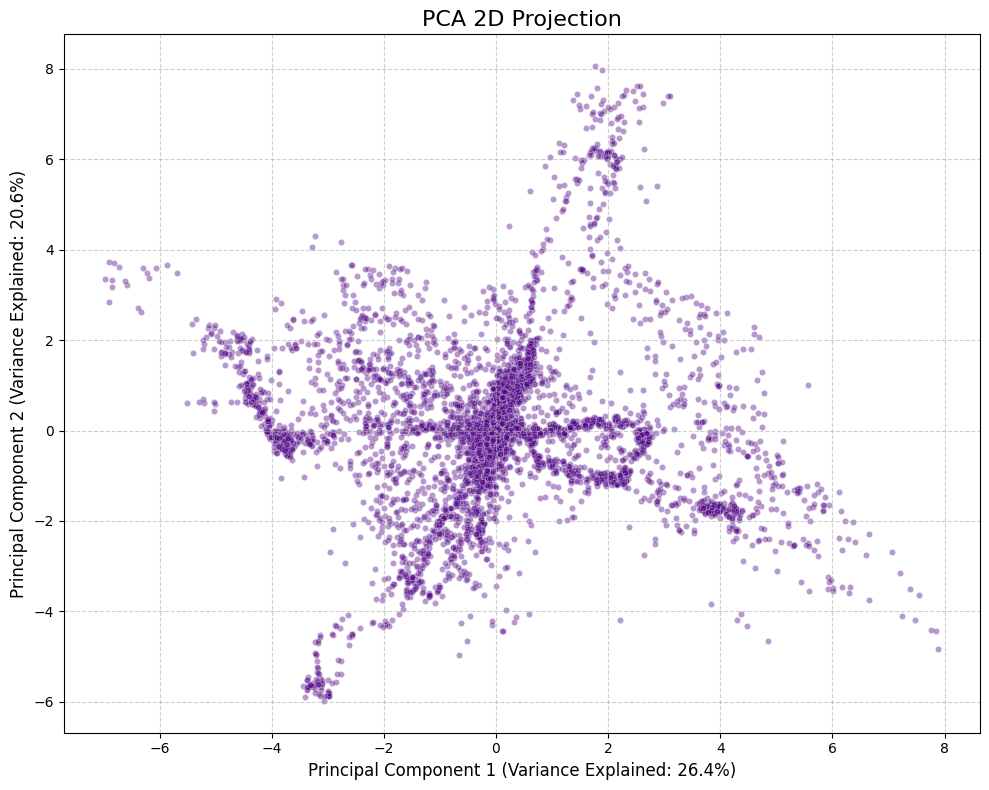 PCA 2D Projection
Principal Component 2 (Variance Explained: 20.6%)
8
6
4
2
0
−2
−4
−6
−6 −4 −2 0 2 4 6 8
Principal Component 1 (Variance Explained: 26.4%)